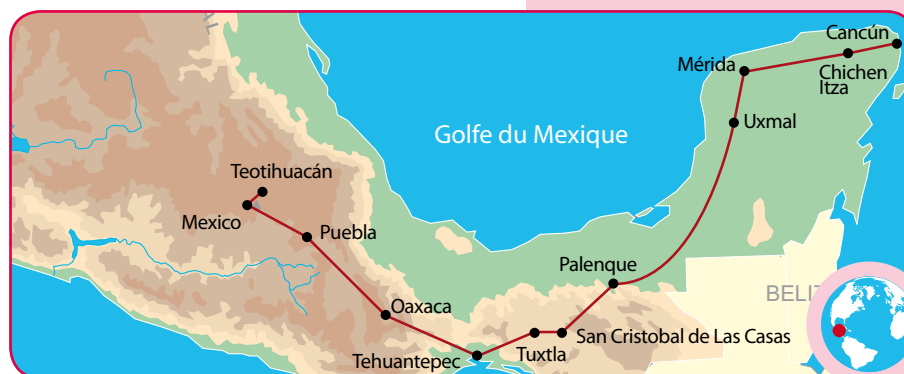 Cancún
Mérida
Chichen
Itza
Uxmal
Golfe du Mexique
Teotihuacán
Mexico
Puebla
Palenque
Oaxaca
San Cristobal de Las Casas
Tuxtla
Tehuantepec